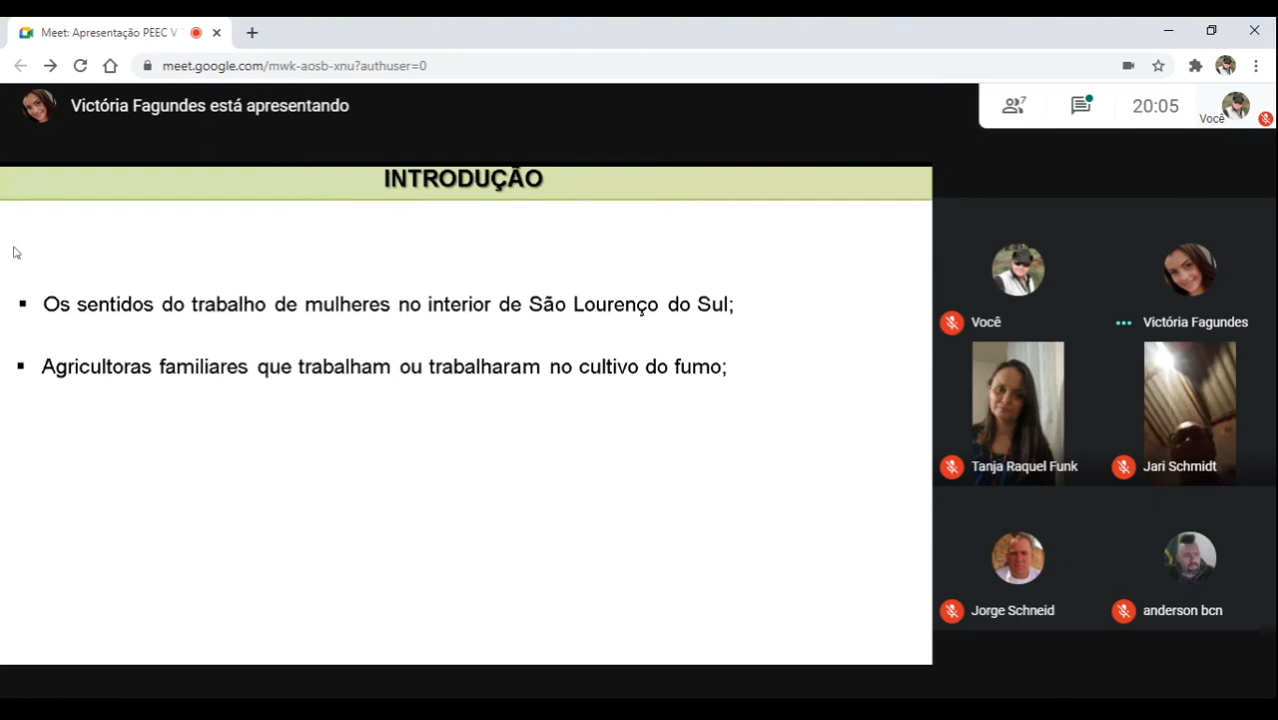 Meet: Apresentação PEEC V
meet.google.com/mwk-aosb-xnu?authuser=0
Victória Fagundes está apresentando
7
20:05
Você
INTRODUÇÃO
▪ Os sentidos do trabalho de mulheres no interior de São Lourenço do Sul;
▪ Agricultoras familiares que trabalham ou trabalharam no cultivo do fumo;
Você
Victória Fagundes
Tanja Raquel Funk
Jari Schmidt
Jorge Schneid
anderson bcn